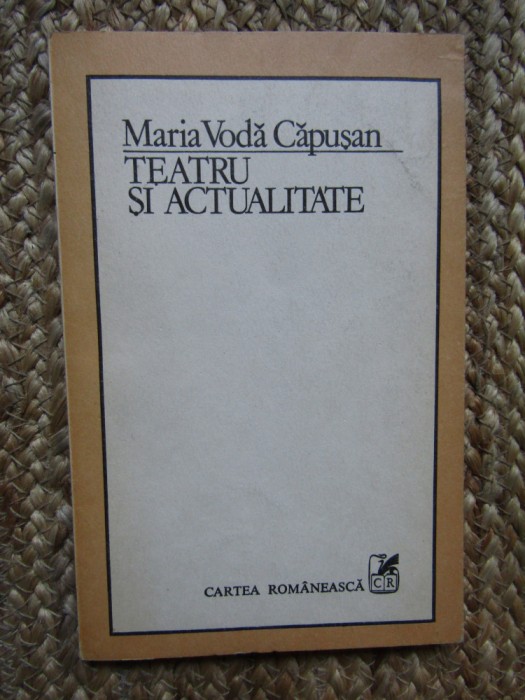 Maria Vodă Căpușan
TEATRU
ȘI ACTUALITATE
CARTEA ROMÂNEASCĂ
CR